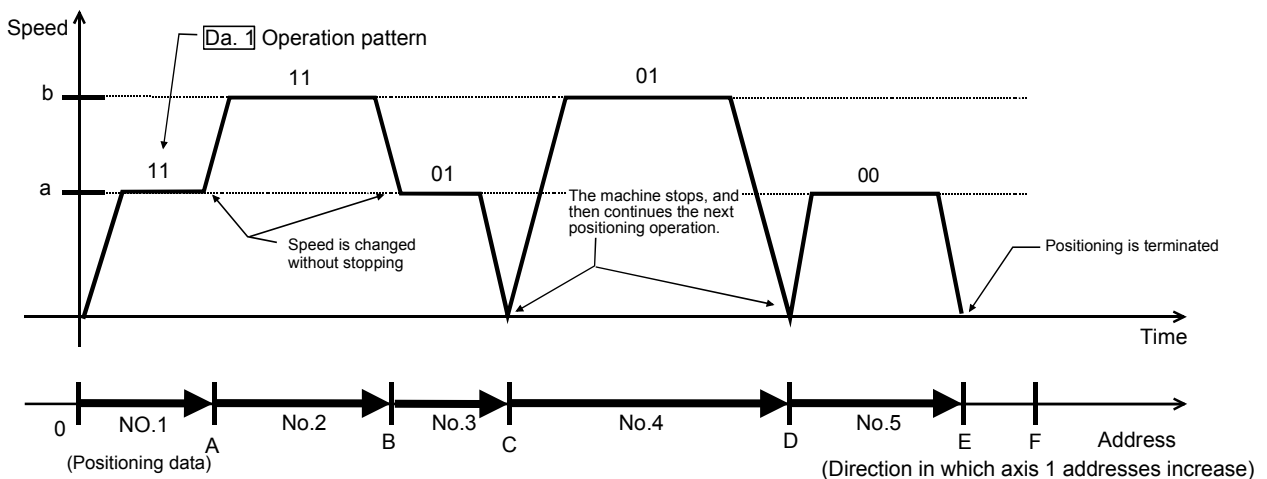 Speed
Da. 1 Operation pattern
11
01
b
11
01
00
a
The machine stops, and
then continues the next
positioning operation.
Speed is changed
without stopping
Positioning is terminated
Time
0
NO.1
A
No.2
B
No.3
C
No.4
D
No.5
E
F
Address
(Positioning data)
(Direction in which axis 1 addresses increase)